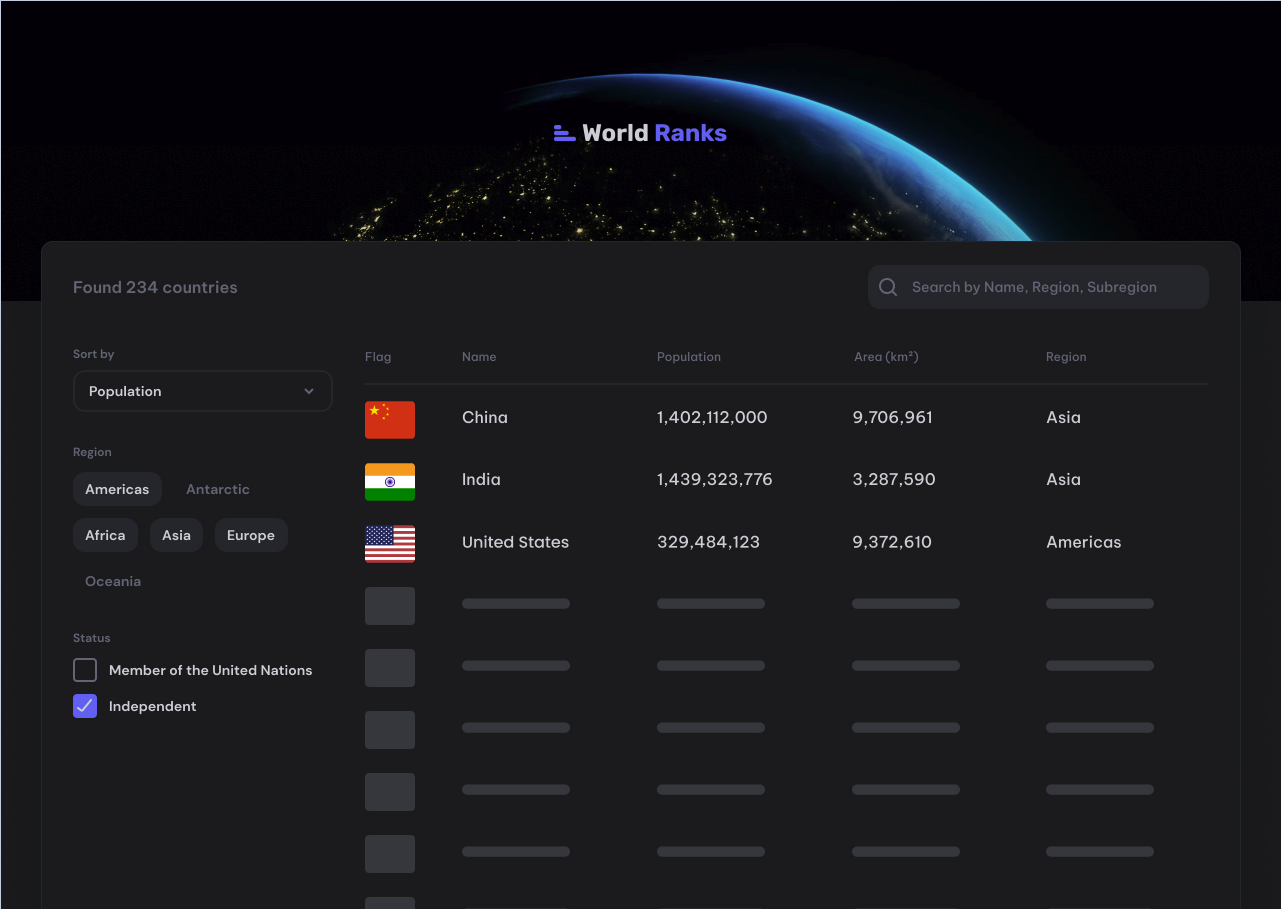 World Ranks
Found 234 countries
Search by Name, Region, Subregion
Sort by
Population
Region
Americas Antarctic
Africa Asia Europe
Oceania
Status
Member of the United Nations
Independent
Flag Name Population Area (km²) Region
China 1,402,112,000 9,706,961 Asia
India 1,439,323,776 3,287,590 Asia
United States 329,484,123 9,372,610 Americas